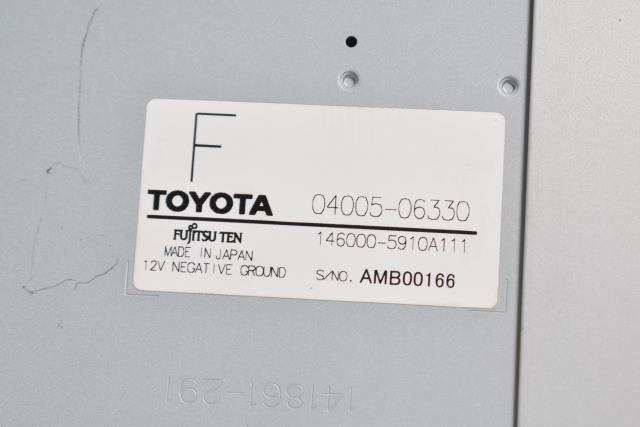 F
TOYOTA 04005-06330
FUJITSU TEN 146000-5910A111
MADE IN JAPAN
12V NEGATIVE GROUND S/NO. AMB00166
141861-291